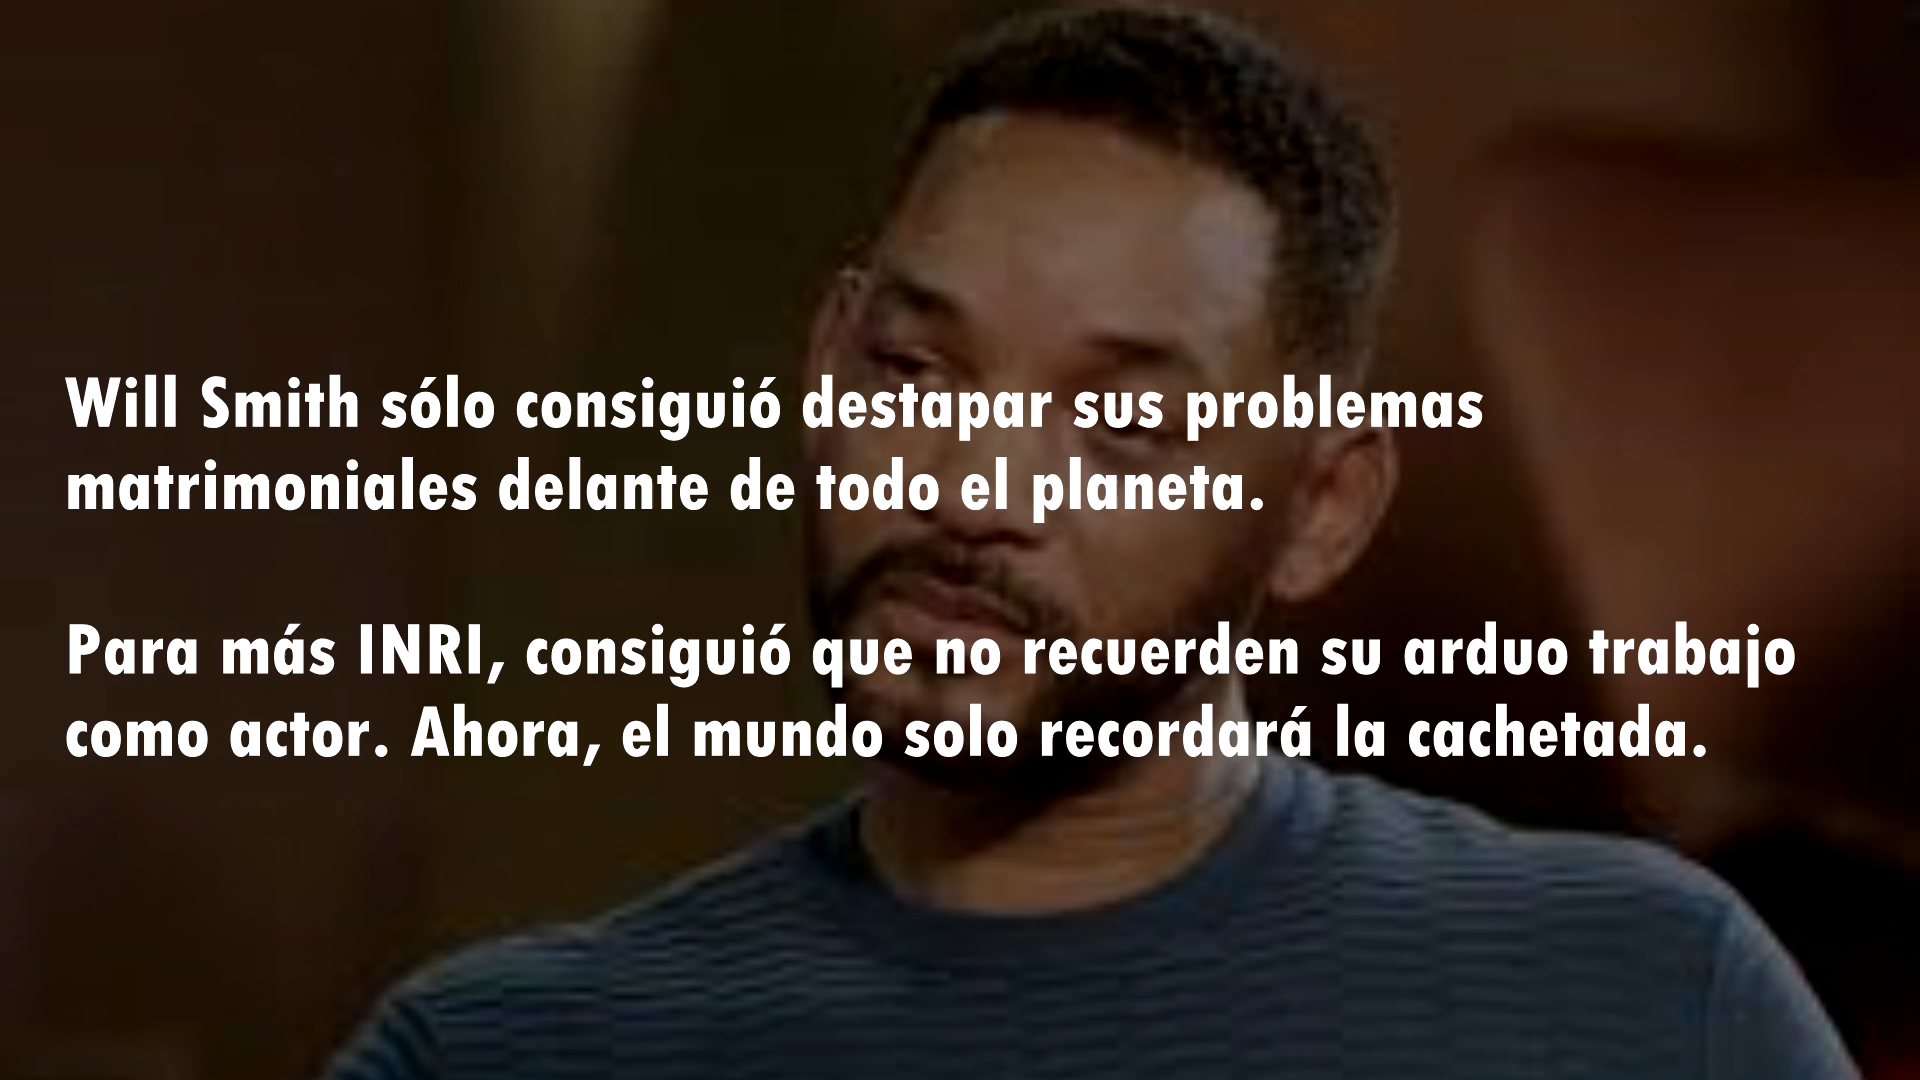 Will Smith sólo consiguió destapar sus problemas
matrimoniales delante de todo el planeta.
Para más INRI, consiguió que no recuerden su arduo trabajo
como actor. Ahora, el mundo solo recordará la cachetada.